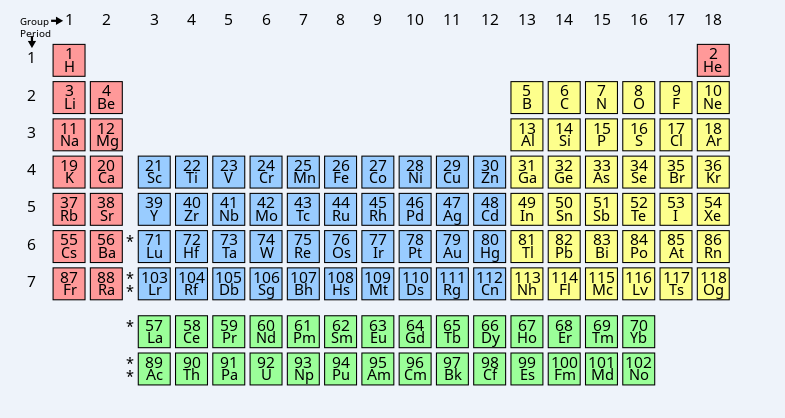 Group 1 2 3 4 5 6 7 8 9 10 11 12 13 14 15 16 17 18
Period
1 1 2
H He
2 3 4 5 6 7 8 9 10
Li Be B C N O F Ne
3 11 12 13 14 15 16 17 18
Na Mg Al Si P S Cl Ar
4 19 20 21 22 23 24 25 26 27 28 29 30 31 32 33 34 35 36
K Ca Sc Ti V Cr Mn Fe Co Ni Cu Zn Ga Ge As Se Br Kr
5 37 38 39 40 41 42 43 44 45 46 47 48 49 50 51 52 53 54
Rb Sr Y Zr Nb Mo Tc Ru Rh Pd Ag Cd In Sn Sb Te I Xe
6 55 56 * 71 72 73 74 75 76 77 78 79 80 81 82 83 84 85 86
Cs Ba Lu Hf Ta W Re Os Ir Pt Au Hg Tl Pb Bi Po At Rn
7 87 88 * 103 104 105 106 107 108 109 110 111 112 113 114 115 116 117 118
Fr Ra * Lr Rf Db Sg Bh Hs Mt Ds Rg Cn Nh Fl Mc Lv Ts Og
* 57 58 59 60 61 62 63 64 65 66 67 68 69 70
La Ce Pr Nd Pm Sm Eu Gd Tb Dy Ho Er Tm Yb
* 89 90 91 92 93 94 95 96 97 98 99 100 101 102
* Ac Th Pa U Np Pu Am Cm Bk Cf Es Fm Md No